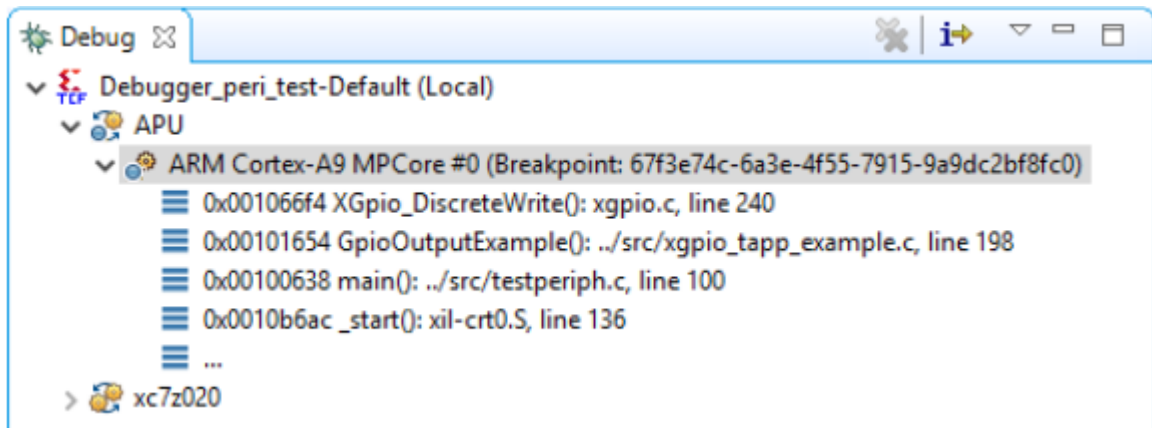 Debug
TCF Debugger_peri_test-Default (Local)
APU
ARM Cortex-A9 MPCore #0 (Breakpoint: 67f3e74c-6a3e-4f55-7915-9a9dc2bf8fc0)
0x001066f4 XGpio_DiscreteWrite(): xgpio.c, line 240
0x00101654 GpioOutputExample(): ../src/xgpio_tapp_example.c, line 198
0x00100638 main(): ../src/testperiph.c, line 100
0x0010b6ac _start(): xil-crt0.S, line 136
...
xc7z020